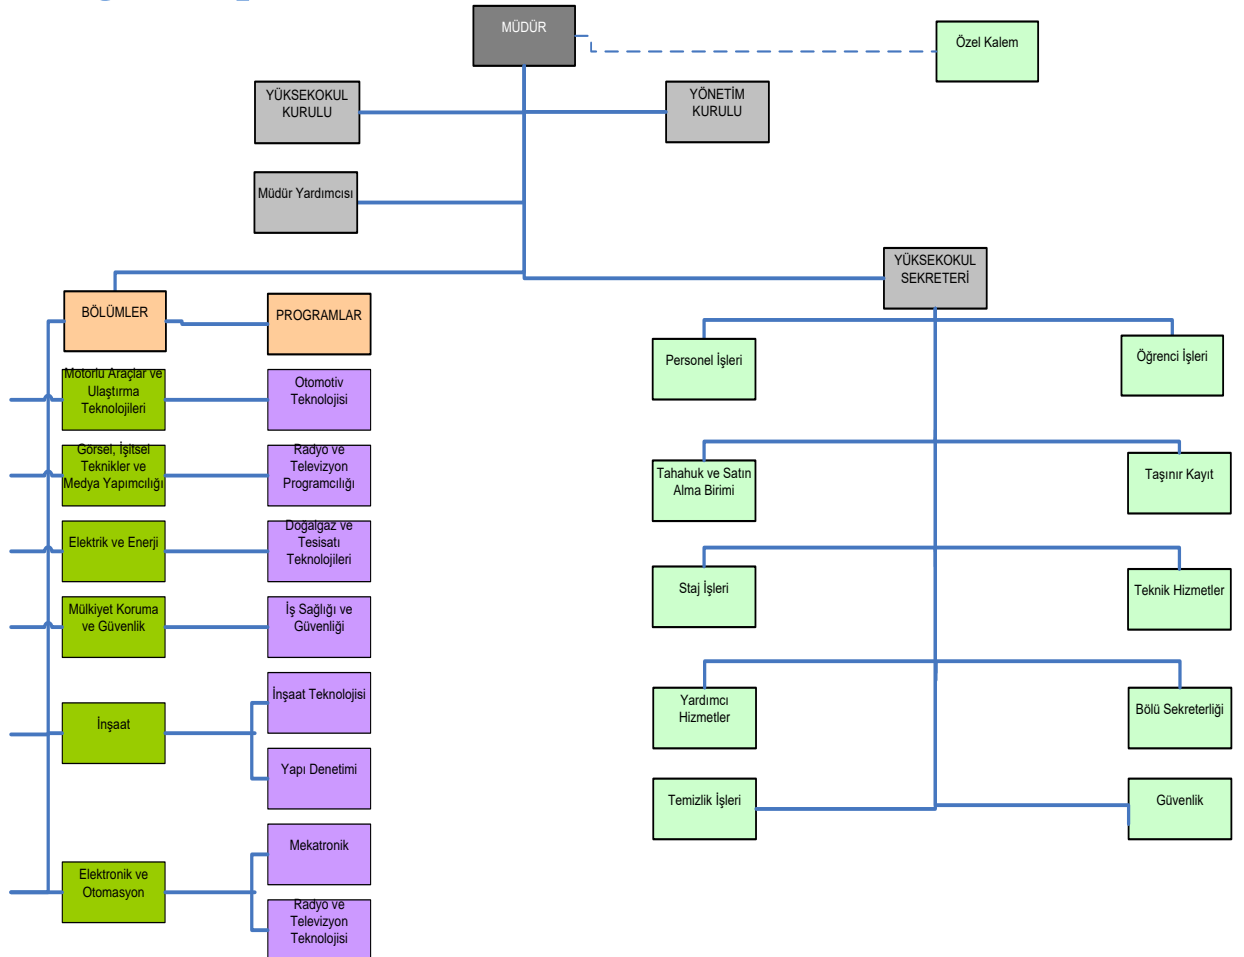 MÜDÜR
Özel Kalem
YÜKSEKOKUL
KURULU
YÖNETİM
KURULU
Müdür Yardımcısı
YÜKSEKOKUL
SEKRETERİ
BÖLÜMLER
PROGRAMLAR
Personel İşleri
Öğrenci İşleri
Motorlu Araçlar ve
Ulaştırma
Teknolojileri
Otomotiv
Teknolojisi
Görsel, İşitsel
Teknikler ve
Medya Yapımcılığı
Radyo ve
Televizyon
Programcılığı
Tahahuk ve Satın
Alma Birimi
Taşınır Kayıt
Elektrik ve Enerji
Doğalgaz ve
Tesisatı
Teknolojileri
Staj İşleri
Teknik Hizmetler
Mülkiyet Koruma
ve Güvenlik
İş Sağlığı ve
Güvenliği
İnşaat
İnşaat Teknolojisi
Yapı Denetimi
Yardımcı
Hizmetler
Bölü Sekreterliği
Temizlik İşleri
Güvenlik
Elektronik ve
Otomasyon
Mekatronik
Radyo ve
Televizyon
Teknolojisi